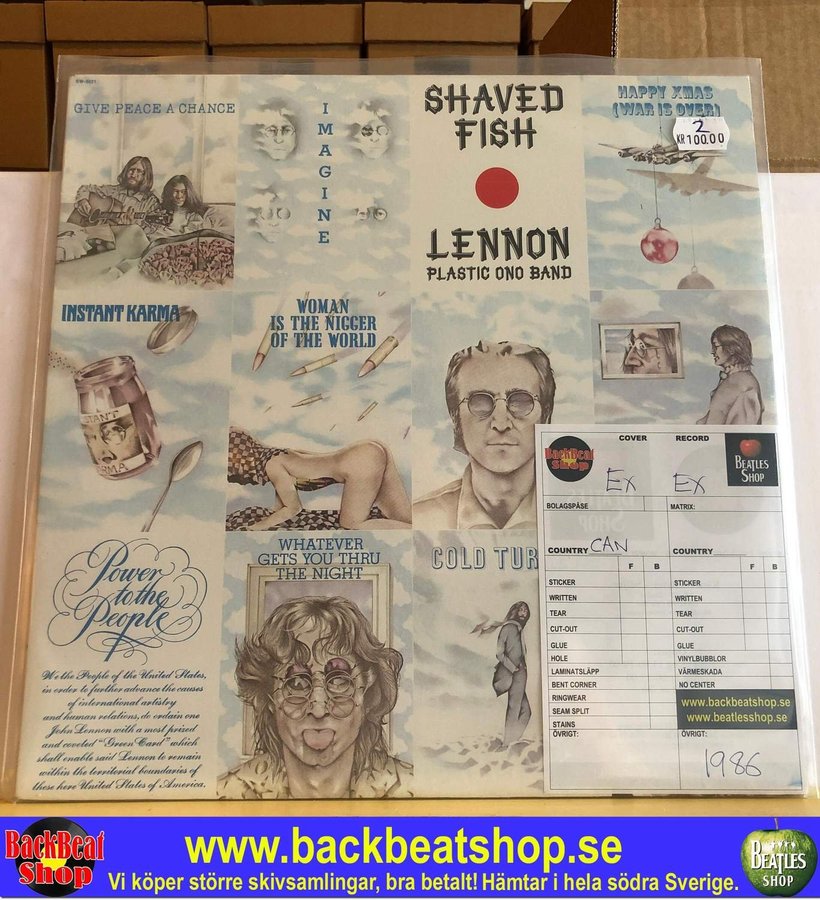 SW-3421
GIVE PEACE A CHANCE
IMAGINE
SHAVED
FISH
LENNON
PLASTIC ONO BAND
HAPPY XMAS
(WAR IS OVER)
2
KR 100.00
INSTANT KARMA
INSTANT
KARMA
WOMAN
IS THE NIGGER
OF THE WORLD
Power
to the
People
We the People of the United States,
in order to further advance the causes
of international artistry
and human relations, do ordain one
John Lennon with a most prized
and coveted "Green Card" which
shall enable said Lennon to remain
within the territorial boundaries of
these here United States of America.
WHATEVER
GETS YOU THRU
THE NIGHT
COLD TUR
BackBeat
Shop
COVER RECORD
BEATLES
SHOP
Ex Ex
BOLAGSPÅSE MATRIX:
COUNTRY CAN COUNTRY
F B F B
STICKER STICKER
WRITTEN WRITTEN
TEAR TEAR
CUT-OUT CUT-OUT
GLUE GLUE
HOLE VINYLBUBBLOR
LAMINATSLÄPP VÄRMESKADA
BENT CORNER NO CENTER
RINGWEAR
SEAM SPLIT
STAINS
www.backbeatshop.se
www.beatlesshop.se
ÖVRIGT: ÖVRIGT:
1986
BackBeat
Shop
www.backbeatshop.se
Vi köper större skivsamlingar, bra betalt! Hämtar i hela södra Sverige.
BEATLES
SHOP